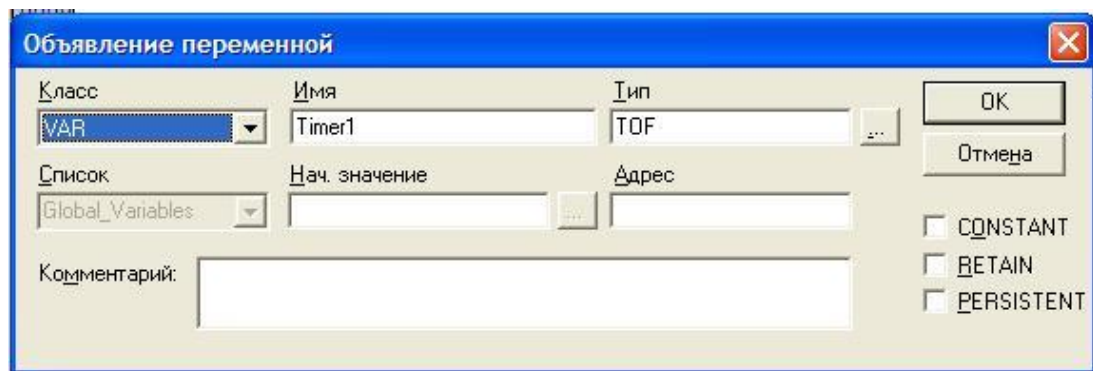 Объявление переменной
Класс Имя Тип
VAR Timer1 TOF ... OK
Отмена
Список Нач. значение Адрес
Global_Variables ...
CONSTANT
Комментарий: RETAIN
PERSISTENT